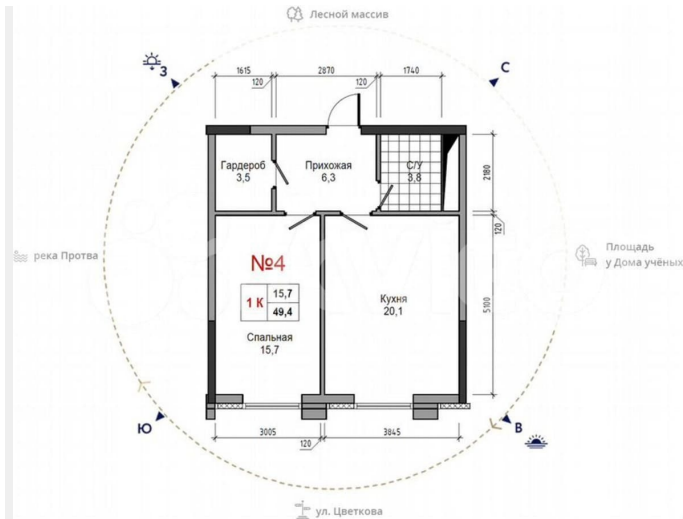 Лесной массив
З
С
1615
2870
1740
120
120
Гардероб
3,5
Прихожая
6,3
С/У
3,8
2180
120
река Протва
Площадь
у Дома учёных
№4
1 К
15,7
49,4
Спальная
15,7
Кухня
20,1
5100
Ю
В
3005
120
3845
ул. Цветкова